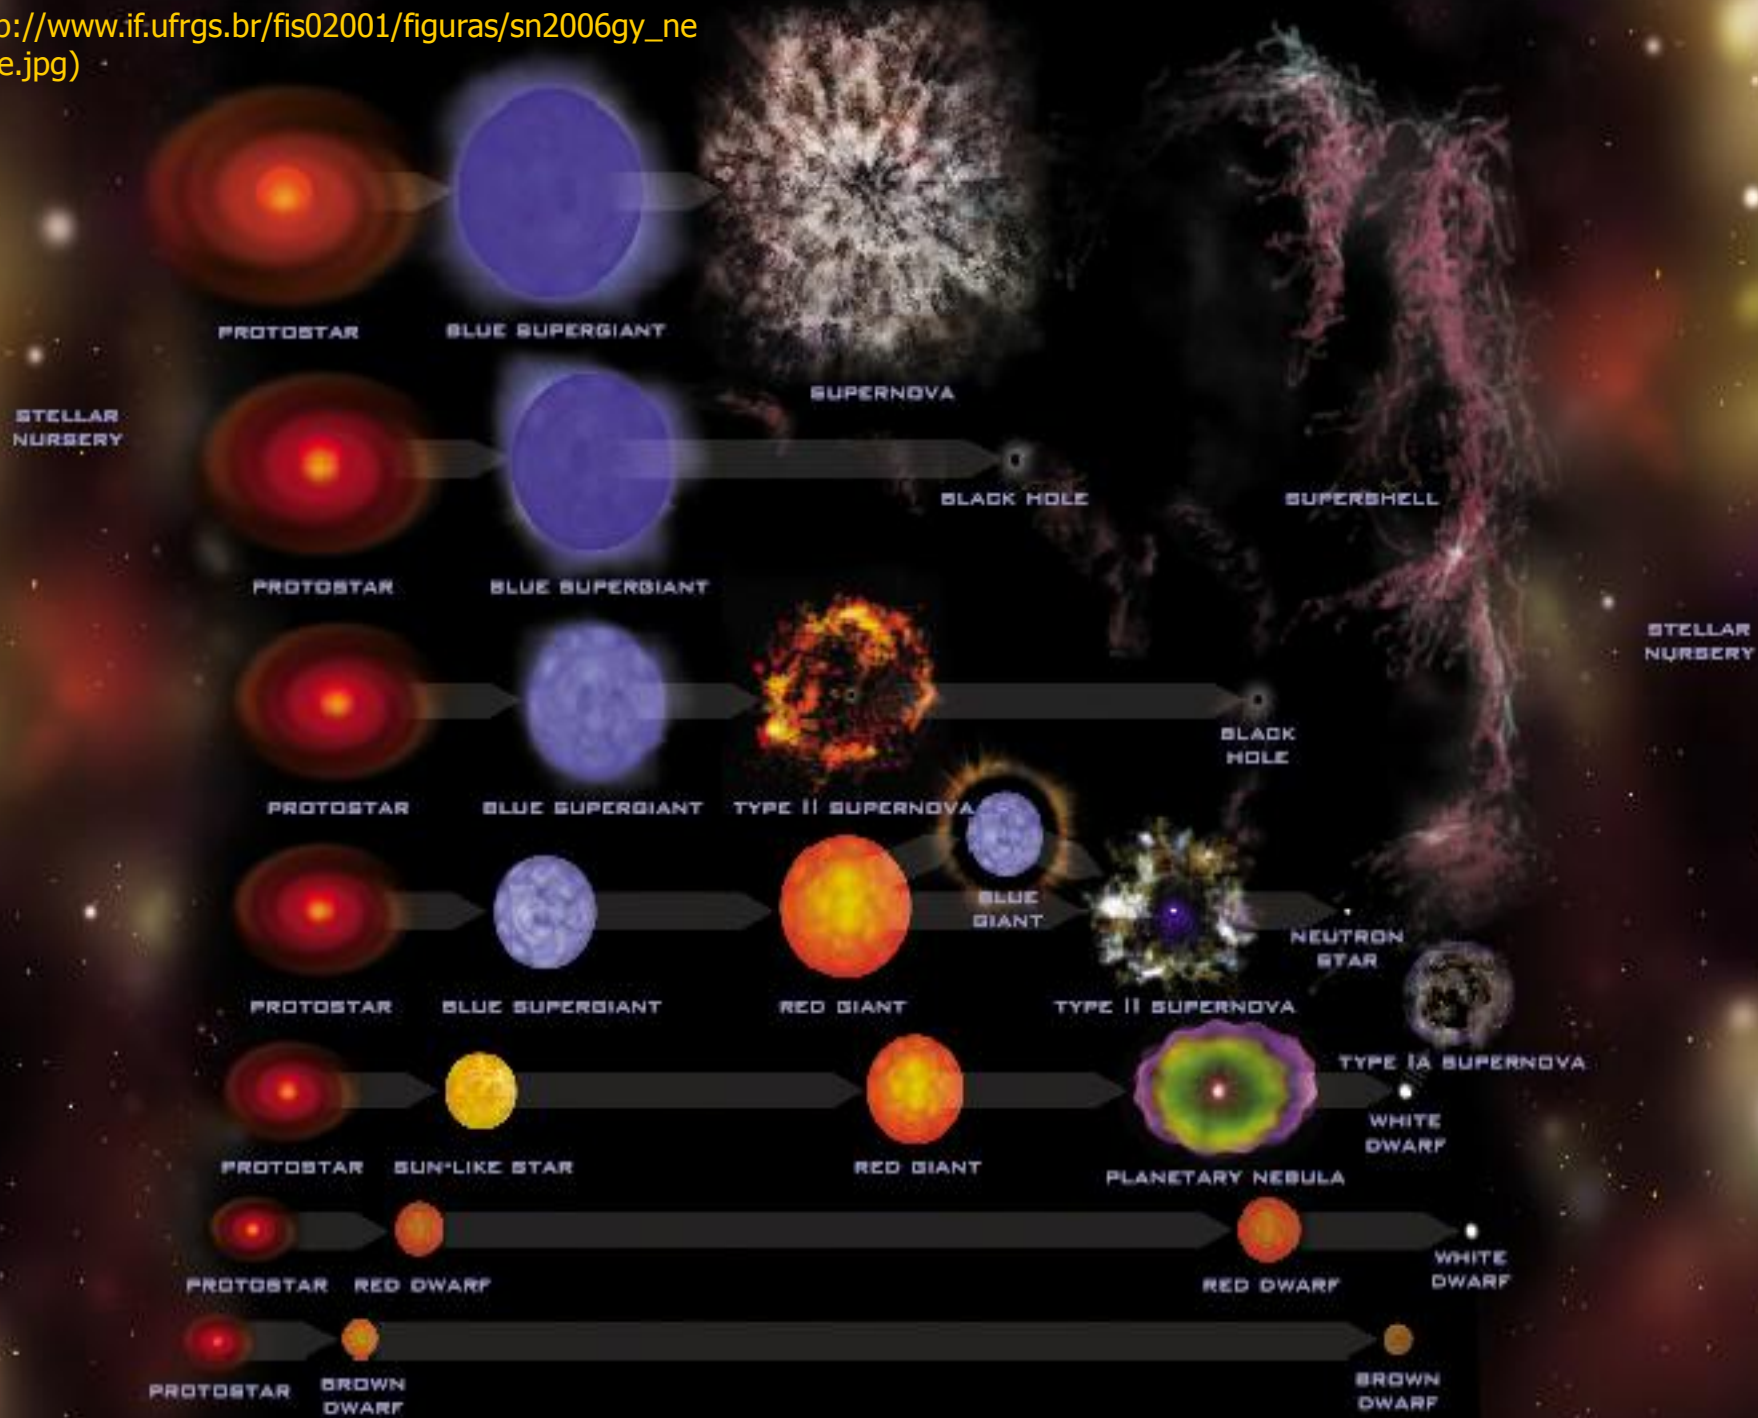 p://www.if.ufrgs.br/fis02001/figuras/sn2006gy_ne
e.jpg)
PROTOSTAR
BLUE SUPERGIANT
SUPERNOVA
STELLAR
NURSERY
BLACK HOLE
SUPERSHELL
PROTOSTAR
BLUE SUPERGIANT
STELLAR
NURSERY
BLACK
HOLE
PROTOSTAR
BLUE SUPERGIANT
TYPE II SUPERNOVA
BLUE
GIANT
NEUTRON
STAR
PROTOSTAR
BLUE SUPERGIANT
RED GIANT
TYPE II SUPERNOVA
TYPE IA SUPERNOVA
WHITE
DWARF
PROTOSTAR
SUN-LIKE STAR
RED GIANT
PLANETARY NEBULA
WHITE
DWARF
PROTOSTAR
RED DWARF
RED DWARF
PROTOSTAR
BROWN
DWARF
BROWN
DWARF